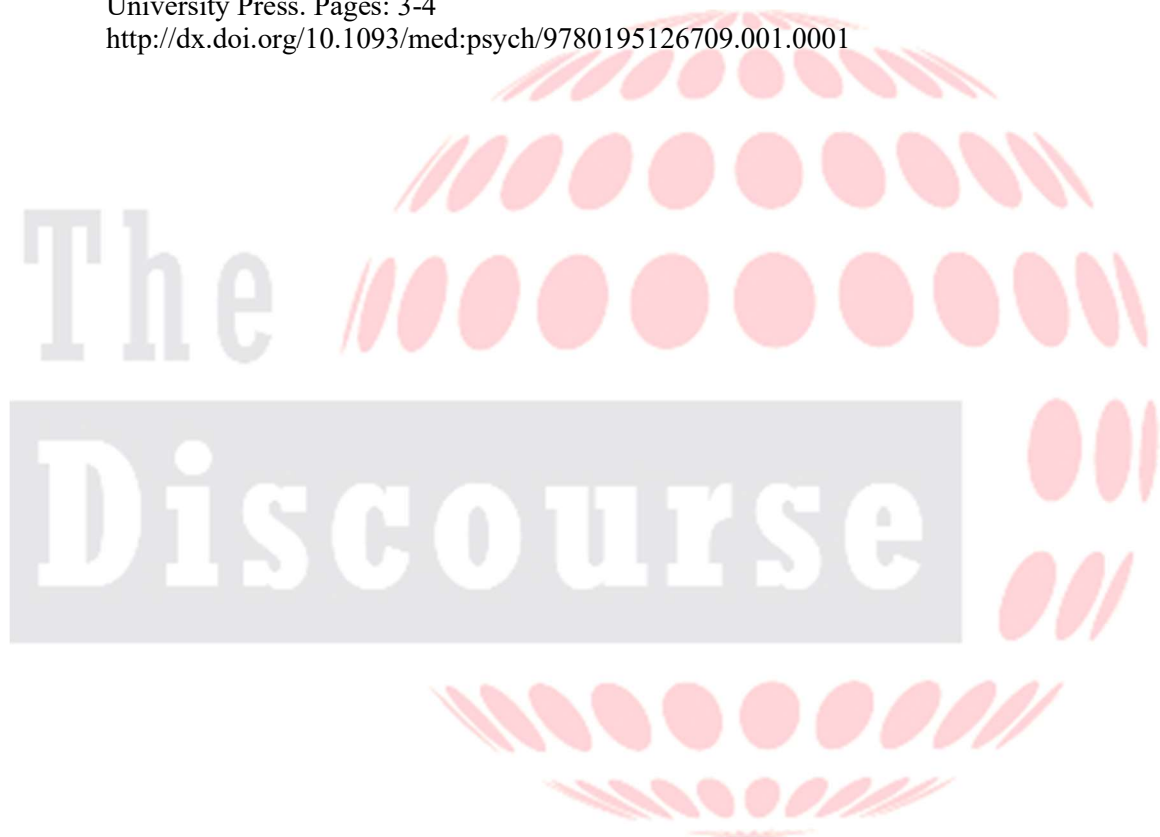 University Press. Pages: 3-4
http://dx.doi.org/10.1093/med:psych/9780195126709.001.0001
The
Discourse